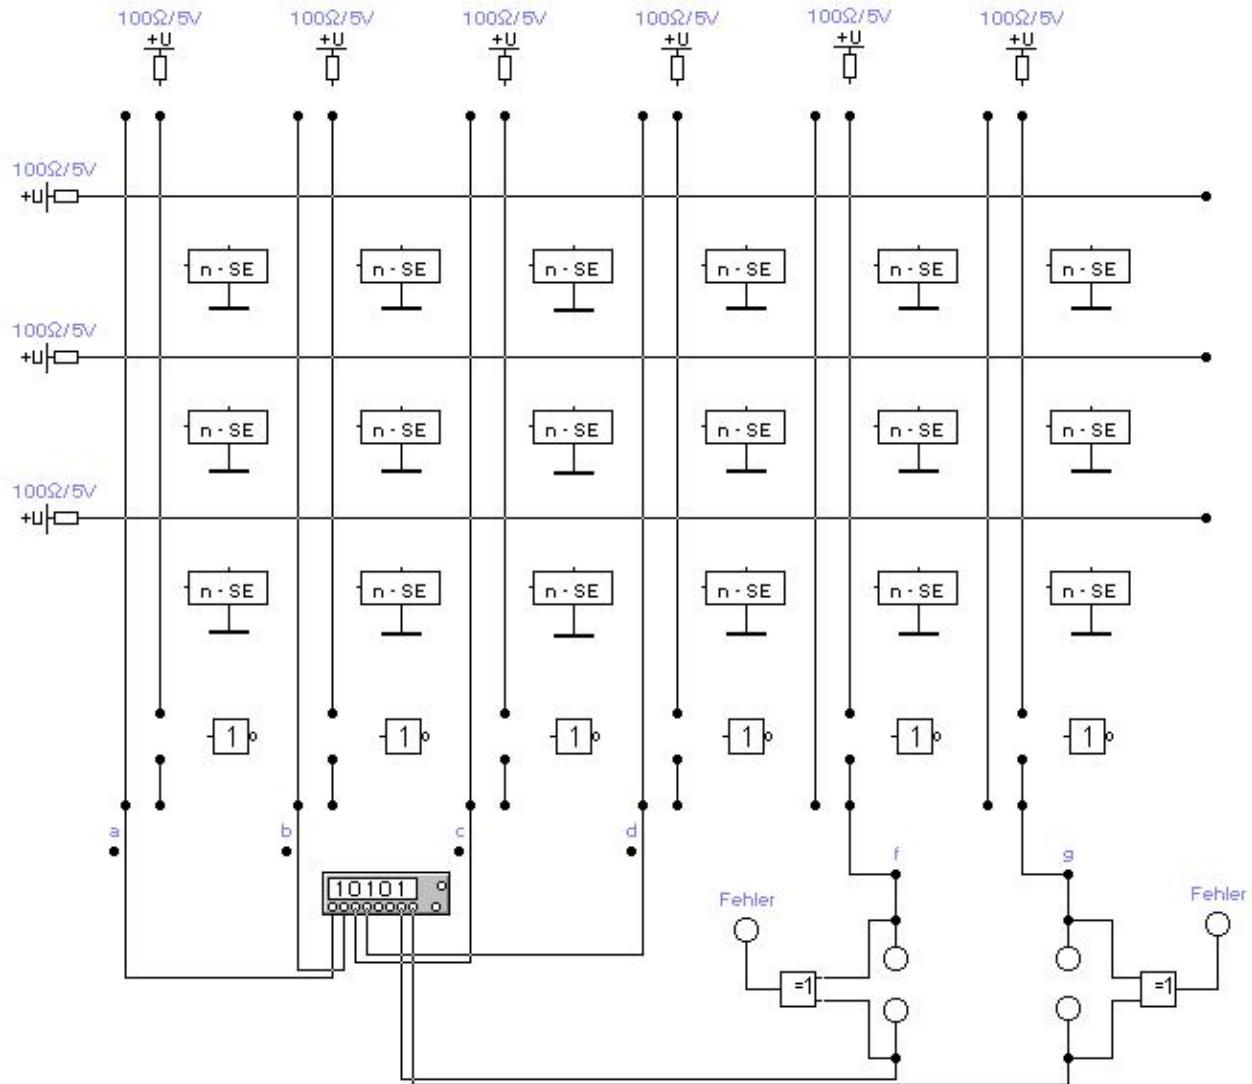 100Ω/5V 100Ω/5V 100Ω/5V 100Ω/5V 100Ω/5V 100Ω/5V
+U +U +U +U +U +U
100Ω/5V
+U
n - SE n - SE n - SE n - SE n - SE n - SE
100Ω/5V
+U
n - SE n - SE n - SE n - SE n - SE n - SE
100Ω/5V
+U
n - SE n - SE n - SE n - SE n - SE n - SE
1 1 1 1 1 1
a b c d
f g
10101
Fehler Fehler
=1 =1